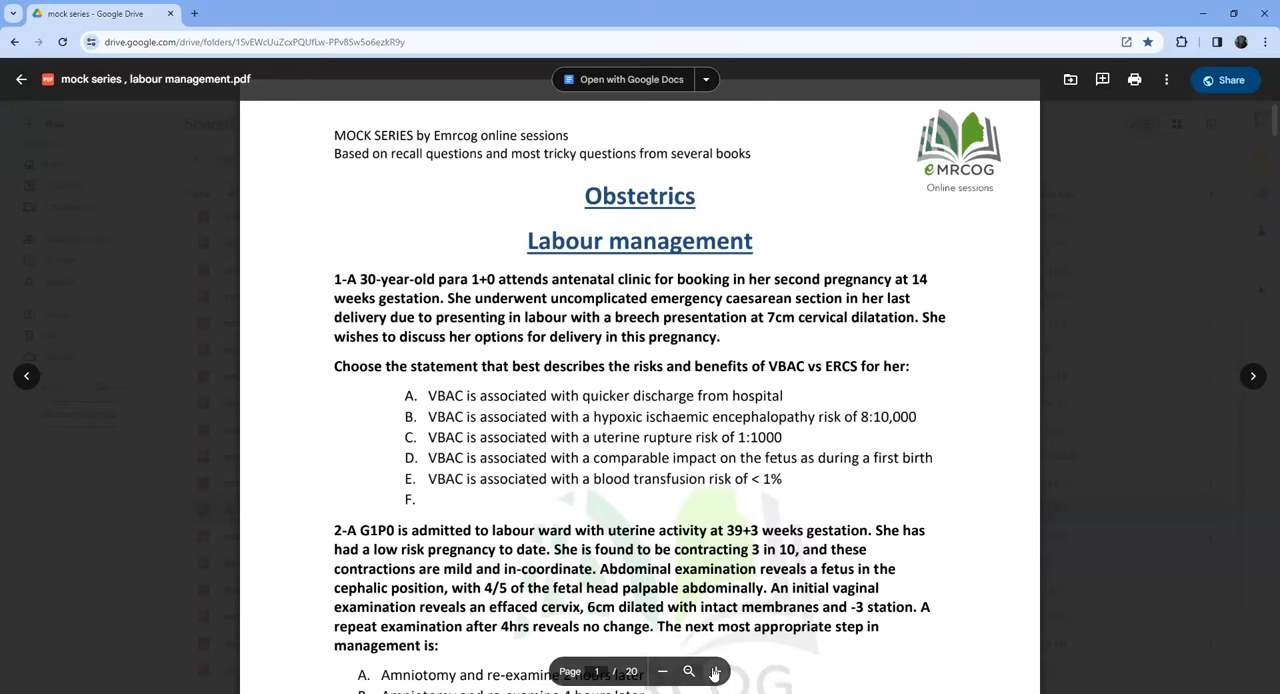 mock series - Google Drive
drive.google.com/drive/folders/1SvEWcUuZcxPQUfLw-PPv8Sw5o6ezkR9y
PDF mock series , labour management.pdf
Open with Google Docs
Share
MOCK SERIES by Emrcog online sessions
Based on recall questions and most tricky questions from several books
eMRCOG
Online sessions
Obstetrics
Labour management
1-A 30-year-old para 1+0 attends antenatal clinic for booking in her second pregnancy at 14
weeks gestation. She underwent uncomplicated emergency caesarean section in her last
delivery due to presenting in labour with a breech presentation at 7cm cervical dilatation. She
wishes to discuss her options for delivery in this pregnancy.
Choose the statement that best describes the risks and benefits of VBAC vs ERCS for her:
A. VBAC is associated with quicker discharge from hospital
B. VBAC is associated with a hypoxic ischaemic encephalopathy risk of 8:10,000
C. VBAC is associated with a uterine rupture risk of 1:1000
D. VBAC is associated with a comparable impact on the fetus as during a first birth
E. VBAC is associated with a blood transfusion risk of < 1%
F.
2-A G1P0 is admitted to labour ward with uterine activity at 39+3 weeks gestation. She has
had a low risk pregnancy to date. She is found to be contracting 3 in 10, and these
contractions are mild and in-coordinate. Abdominal examination reveals a fetus in the
cephalic position, with 4/5 of the fetal head palpable abdominally. An initial vaginal
examination reveals an effaced cervix, 6cm dilated with intact membranes and -3 station. A
repeat examination after 4hrs reveals no change. The next most appropriate step in
management is:
A. Amniotomy and re-examine 2 hours later
Page 1 / 20